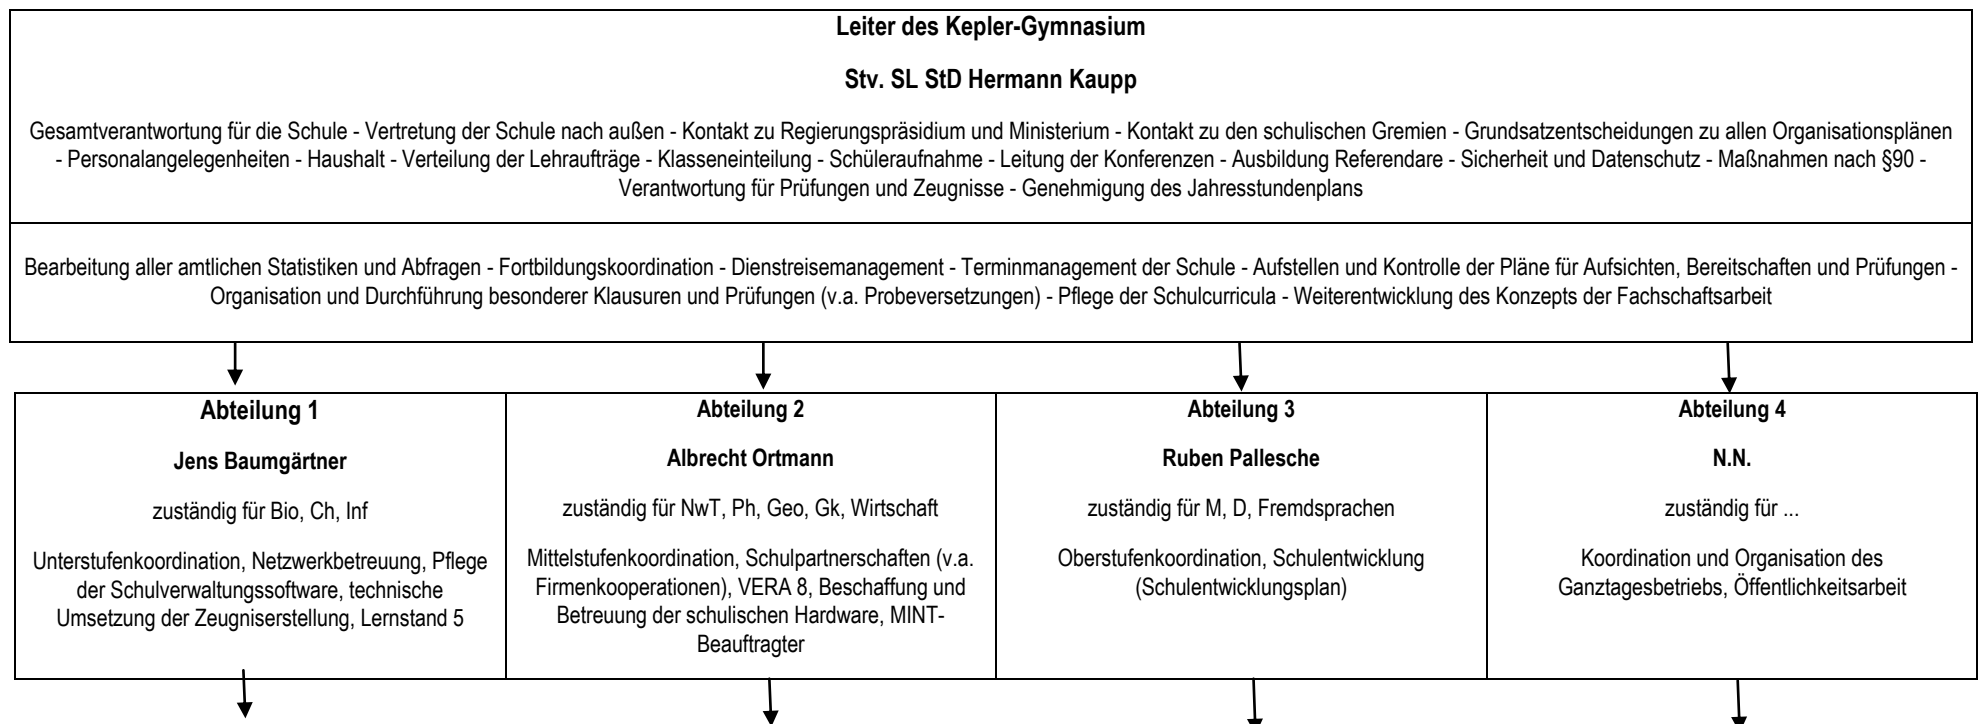 Leiter des Kepler-Gymnasium
Stv. SL StD Hermann Kaupp
Gesamtverantwortung für die Schule - Vertretung der Schule nach außen - Kontakt zu Regierungspräsidium und Ministerium - Kontakt zu den schulischen Gremien - Grundsatzentscheidungen zu allen Organisationsplänen
- Personalangelegenheiten - Haushalt - Verteilung der Lehraufträge - Klasseneinteilung - Schüleraufnahme - Leitung der Konferenzen - Ausbildung Referendare - Sicherheit und Datenschutz - Maßnahmen nach §90 -
Verantwortung für Prüfungen und Zeugnisse - Genehmigung des Jahresstundenplans
Bearbeitung aller amtlichen Statistiken und Abfragen - Fortbildungskoordination - Dienstreisemanagement - Terminmanagement der Schule - Aufstellen und Kontrolle der Pläne für Aufsichten, Bereitschaften und Prüfungen -
Organisation und Durchführung besonderer Klausuren und Prüfungen (v.a. Probeversetzungen) - Pflege der Schulcurricula - Weiterentwicklung des Konzepts der Fachschaftsarbeit
Abteilung 1
Jens Baumgärtner
zuständig für Bio, Ch, Inf
Unterstufenkoordination, Netzwerkbetreuung, Pflege
der Schulverwaltungssoftware, technische
Umsetzung der Zeugniserstellung, Lernstand 5
Abteilung 2
Albrecht Ortmann
zuständig für NwT, Ph, Geo, Gk, Wirtschaft
Mittelstufenkoordination, Schulpartnerschaften (v.a.
Firmenkooperationen), VERA 8, Beschaffung und
Betreuung der schulischen Hardware, MINT-
Beauftragter
Abteilung 3
Ruben Pallesche
zuständig für M, D, Fremdsprachen
Oberstufenkoordination, Schulentwicklung
(Schulentwicklungsplan)
Abteilung 4
N.N.
zuständig für ...
Koordination und Organisation des
Ganztagesbetriebs, Öffentlichkeitsarbeit